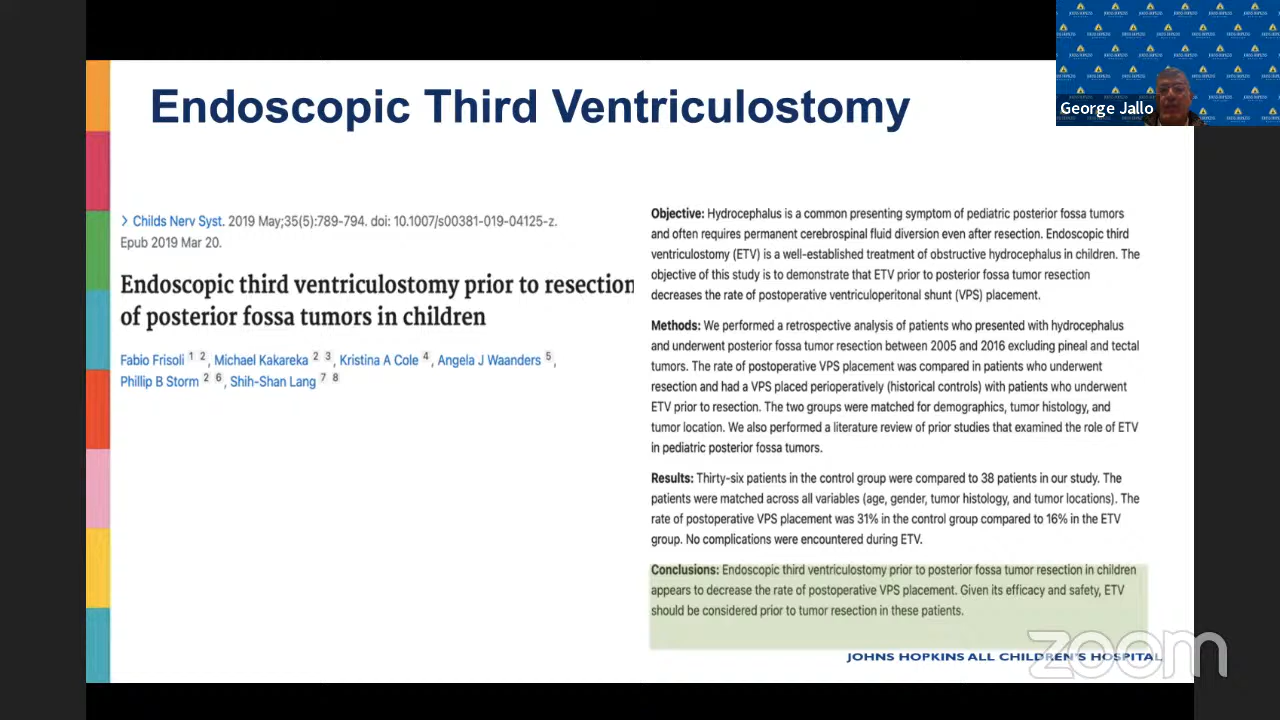 Endoscopic Third Ventriculostomy
George Jallo
> Childs Nerv Syst. 2019 May;35(5):789-794. doi: 10.1007/s00381-019-04125-z.
Epub 2019 Mar 20.
Endoscopic third ventriculostomy prior to resection
of posterior fossa tumors in children
Fabio Frisoli 1 2, Michael Kakareka 2 3, Kristina A Cole 4, Angela J Waanders 5,
Phillip B Storm 2 6, Shih-Shan Lang 7 8
Objective: Hydrocephalus is a common presenting symptom of pediatric posterior fossa tumors
and often requires permanent cerebrospinal fluid diversion even after resection. Endoscopic third
ventriculostomy (ETV) is a well-established treatment of obstructive hydrocephalus in children. The
objective of this study is to demonstrate that ETV prior to posterior fossa tumor resection
decreases the rate of postoperative ventriculoperitonal shunt (VPS) placement.
Methods: We performed a retrospective analysis of patients who presented with hydrocephalus
and underwent posterior fossa tumor resection between 2005 and 2016 excluding pineal and tectal
tumors. The rate of postoperative VPS placement was compared in patients who underwent
resection and had a VPS placed perioperatively (historical controls) with patients who underwent
ETV prior to resection. The two groups were matched for demographics, tumor histology, and
tumor location. We also performed a literature review of prior studies that examined the role of ETV
in pediatric posterior fossa tumors.
Results: Thirty-six patients in the control group were compared to 38 patients in our study. The
patients were matched across all variables (age, gender, tumor histology, and tumor locations). The
rate of postoperative VPS placement was 31% in the control group compared to 16% in the ETV
group. No complications were encountered during ETV.
Conclusions: Endoscopic third ventriculostomy prior to posterior fossa tumor resection in children
appears to decrease the rate of postoperative VPS placement. Given its efficacy and safety, ETV
should be considered prior to tumor resection in these patients.
JOHNS HOPKINS ALL CHILDREN'S HOSPITAL
zoom